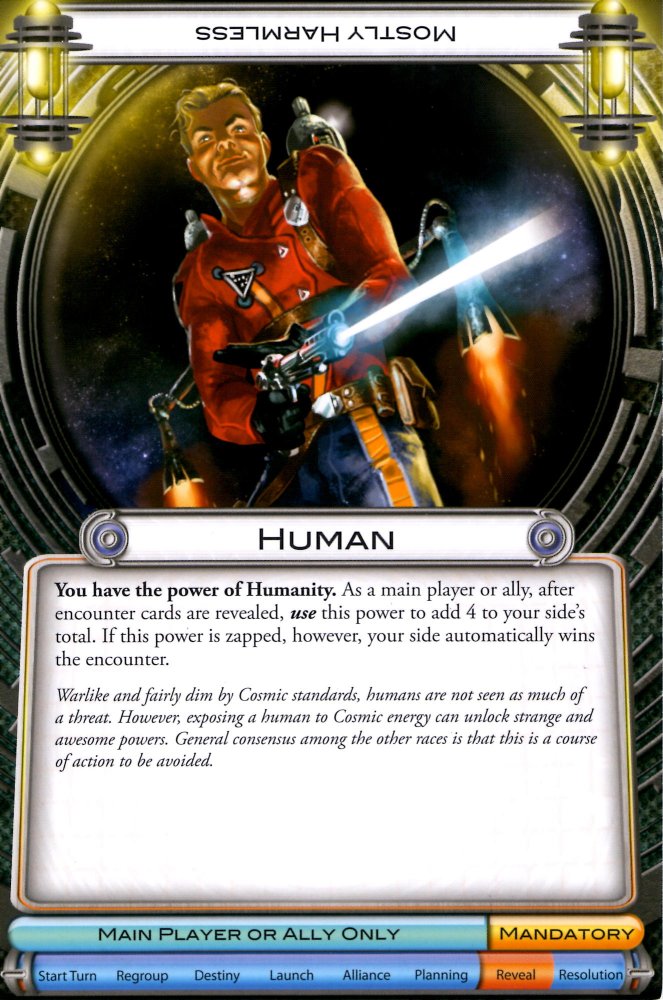 MOSTLY HARMLESS
HUMAN
You have the power of Humanity. As a main player or ally, after
encounter cards are revealed, use this power to add 4 to your side's
total. If this power is zapped, however, your side automatically wins
the encounter.
Warlike and fairly dim by Cosmic standards, humans are not seen as much of
a threat. However, exposing a human to Cosmic energy can unlock strange and
awesome powers. General consensus among the other races is that this is a course
of action to be avoided.
MAIN PLAYER OR ALLY ONLY MANDATORY
Start Turn Regroup Destiny Launch Alliance Planning Reveal Resolution